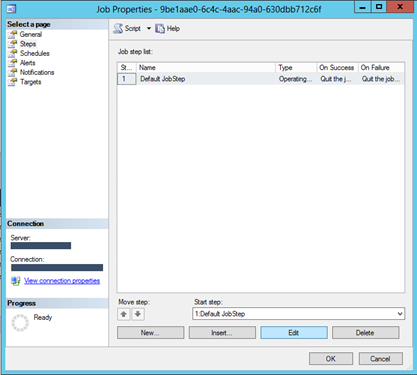 Job Properties - 9be1aae0-6c4c-4aac-94a0-630dbb712c6f
Select a page
General
Steps
Schedules
Alerts
Notifications
Targets
Connection
Server:
Connection:
View connection properties
Progress
Ready
Script Help
Job step list:
St... Name Type On Success On Failure
1 Default JobStep Operating... Quit the j... Quit the job...
Move step: Start step:
1:Default JobStep
New... Insert... Edit Delete
OK Cancel